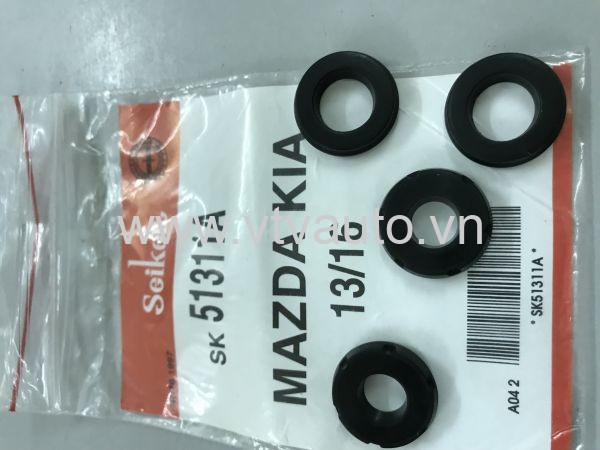 Seiken
SK 51311A
MAZDA/KIA
13/16
*SK51311A*
A04 2
www.vtvauto.vn